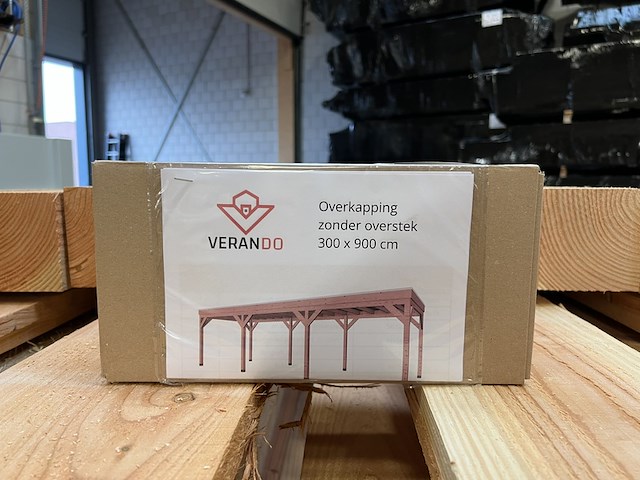 VERANDO
Overkapping
zonder overstek
300 x 900 cm